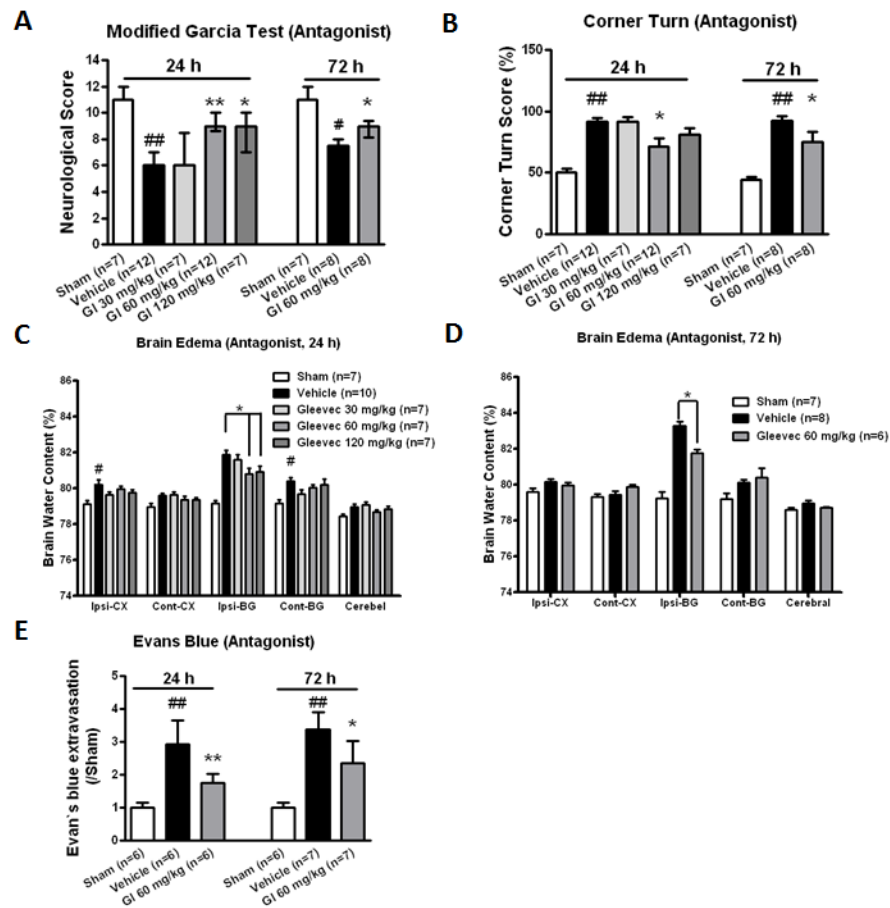 A
Modified Garcia Test (Antagonist)
24 h
72 h
Neurological Score
14
12
10
8
6
4
2
0
##
**
*
#
*
Sham (n=7)
Vehicle (n=12)
GI 30 mg/kg (n=7)
GI 60 mg/kg (n=12)
GI 120 mg/kg (n=7)
Sham (n=7)
Vehicle (n=8)
GI 60 mg/kg (n=8)
B
Corner Turn (Antagonist)
24 h
72 h
Corner Turn Score (%)
150
100
50
0
##
*
##
*
Sham (n=7)
Vehicle (n=12)
GI 30 mg/kg (n=7)
GI 60 mg/kg (n=12)
GI 120 mg/kg (n=7)
Sham (n=7)
Vehicle (n=8)
GI 60 mg/kg (n=8)
C
Brain Edema (Antagonist, 24 h)
Brain Water Content (%)
86
84
82
80
78
76
74
Sham (n=7)
Vehicle (n=10)
Gleevec 30 mg/kg (n=7)
Gleevec 60 mg/kg (n=7)
Gleevec 120 mg/kg (n=7)
#
*
#
Ipsi-CX
Cont-CX
Ipsi-BG
Cont-BG
Cerebel
D
Brain Edema (Antagonist, 72 h)
Brain Water Content (%)
86
84
82
80
78
76
74
Sham (n=7)
Vehicle (n=8)
Gleevec 60 mg/kg (n=6)
*
Ipsi-CX
Cont-CX
Ipsi-BG
Cont-BG
Cerebral
E
Evans Blue (Antagonist)
24 h
72 h
Evan`s blue extravasation
(/Sham)
5
4
3
2
1
0
##
**
##
*
Sham (n=6)
Vehicle (n=6)
GI 60 mg/kg (n=6)
Sham (n=6)
Vehicle (n=7)
GI 60 mg/kg (n=7)